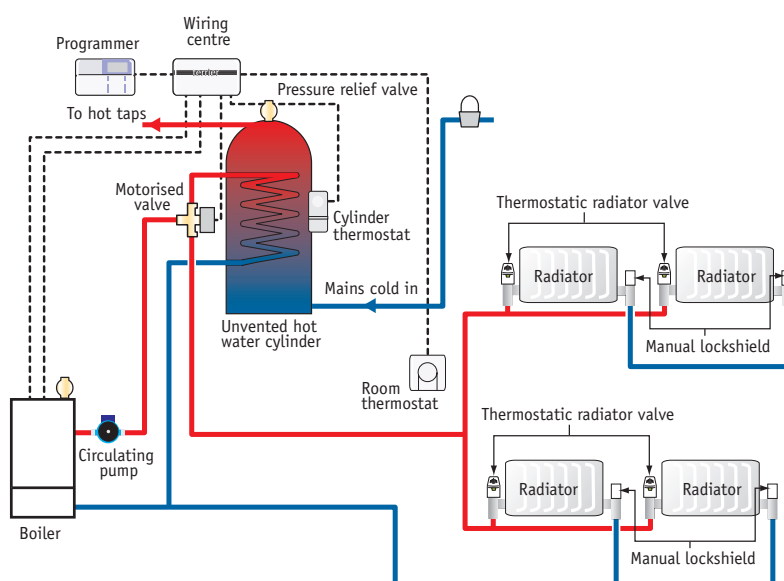 Wiring
centre
Programmer
Pressure relief valve
To hot taps
Motorised
valve
Cylinder
thermostat
Thermostatic radiator valve
Radiator
Radiator
Mains cold in
Unvented hot
water cylinder
Manual lockshield
Room
thermostat
Thermostatic radiator valve
Circulating
pump
Radiator
Radiator
Boiler
Manual lockshield